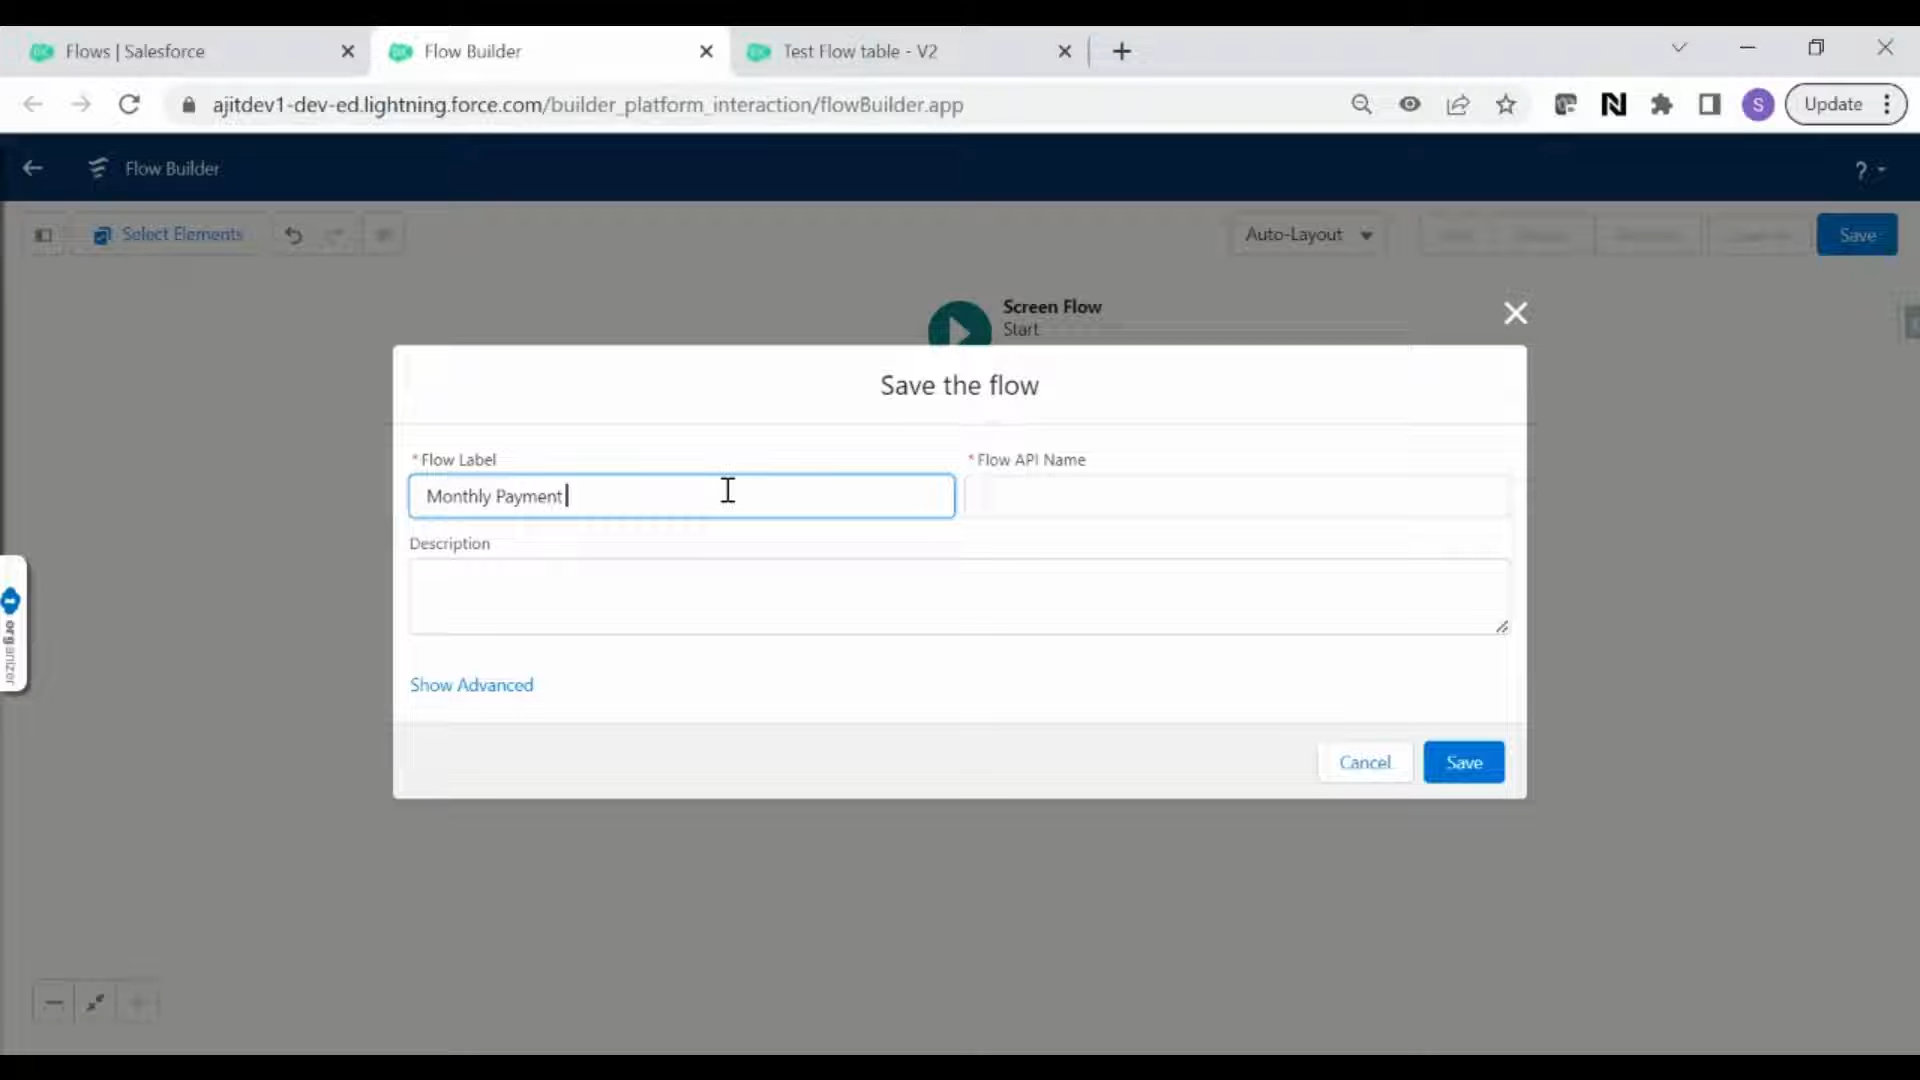 Flows | Salesforce
Flow Builder
Test Flow table - V2
ajitdev1-dev-ed.lightning.force.com/builder_platform_interaction/flowBuilder.app
S
Update
Flow Builder
?
Select Elements
Auto-Layout
Save
Screen Flow
Start
Save the flow
*Flow Label
*Flow API Name
Monthly Payment
Description
Show Advanced
Cancel
Save
organizer